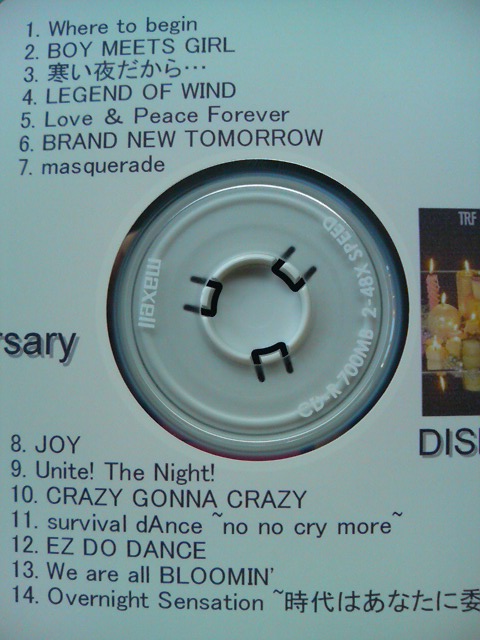 1. Where to begin
2. BOY MEETS GIRL
3. 寒い夜だから…
4. LEGEND OF WIND
5. Love & Peace Forever
6. BRAND NEW TOMORROW
7. masquerade
TRF
maxell
CD-R 700MB 2-48X SPEED
rsary
DIS
8. JOY
9. Unite! The Night!
10. CRAZY GONNA CRAZY
11. survival dAnce ~no no cry more~
12. EZ DO DANCE
13. We are all BLOOMIN'
14. Overnight Sensation ~時代はあなたに委